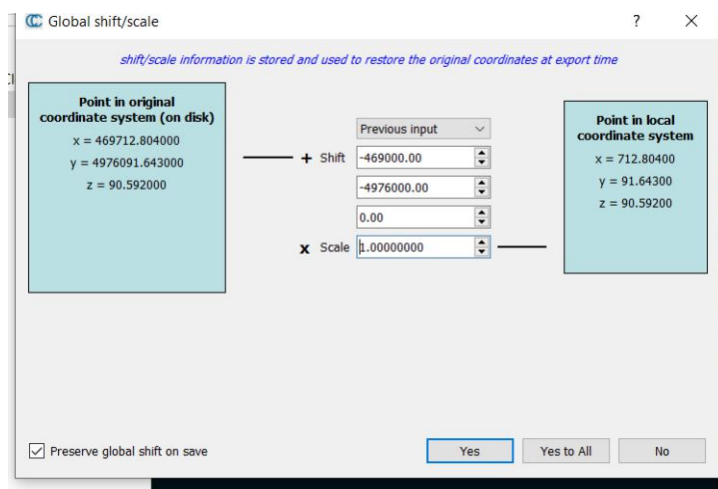 Global shift/scale
? ×
shift/scale information is stored and used to restore the original coordinates at export time
Point in original
coordinate system (on disk)
x = 469712.804000
y = 4976091.643000
z = 90.592000
Previous input
+ Shift -469000.00
-4976000.00
0.00
x Scale 1.00000000
Point in local
coordinate system
x = 712.80400
y = 91.64300
z = 90.59200
Preserve global shift on save
Yes Yes to All No